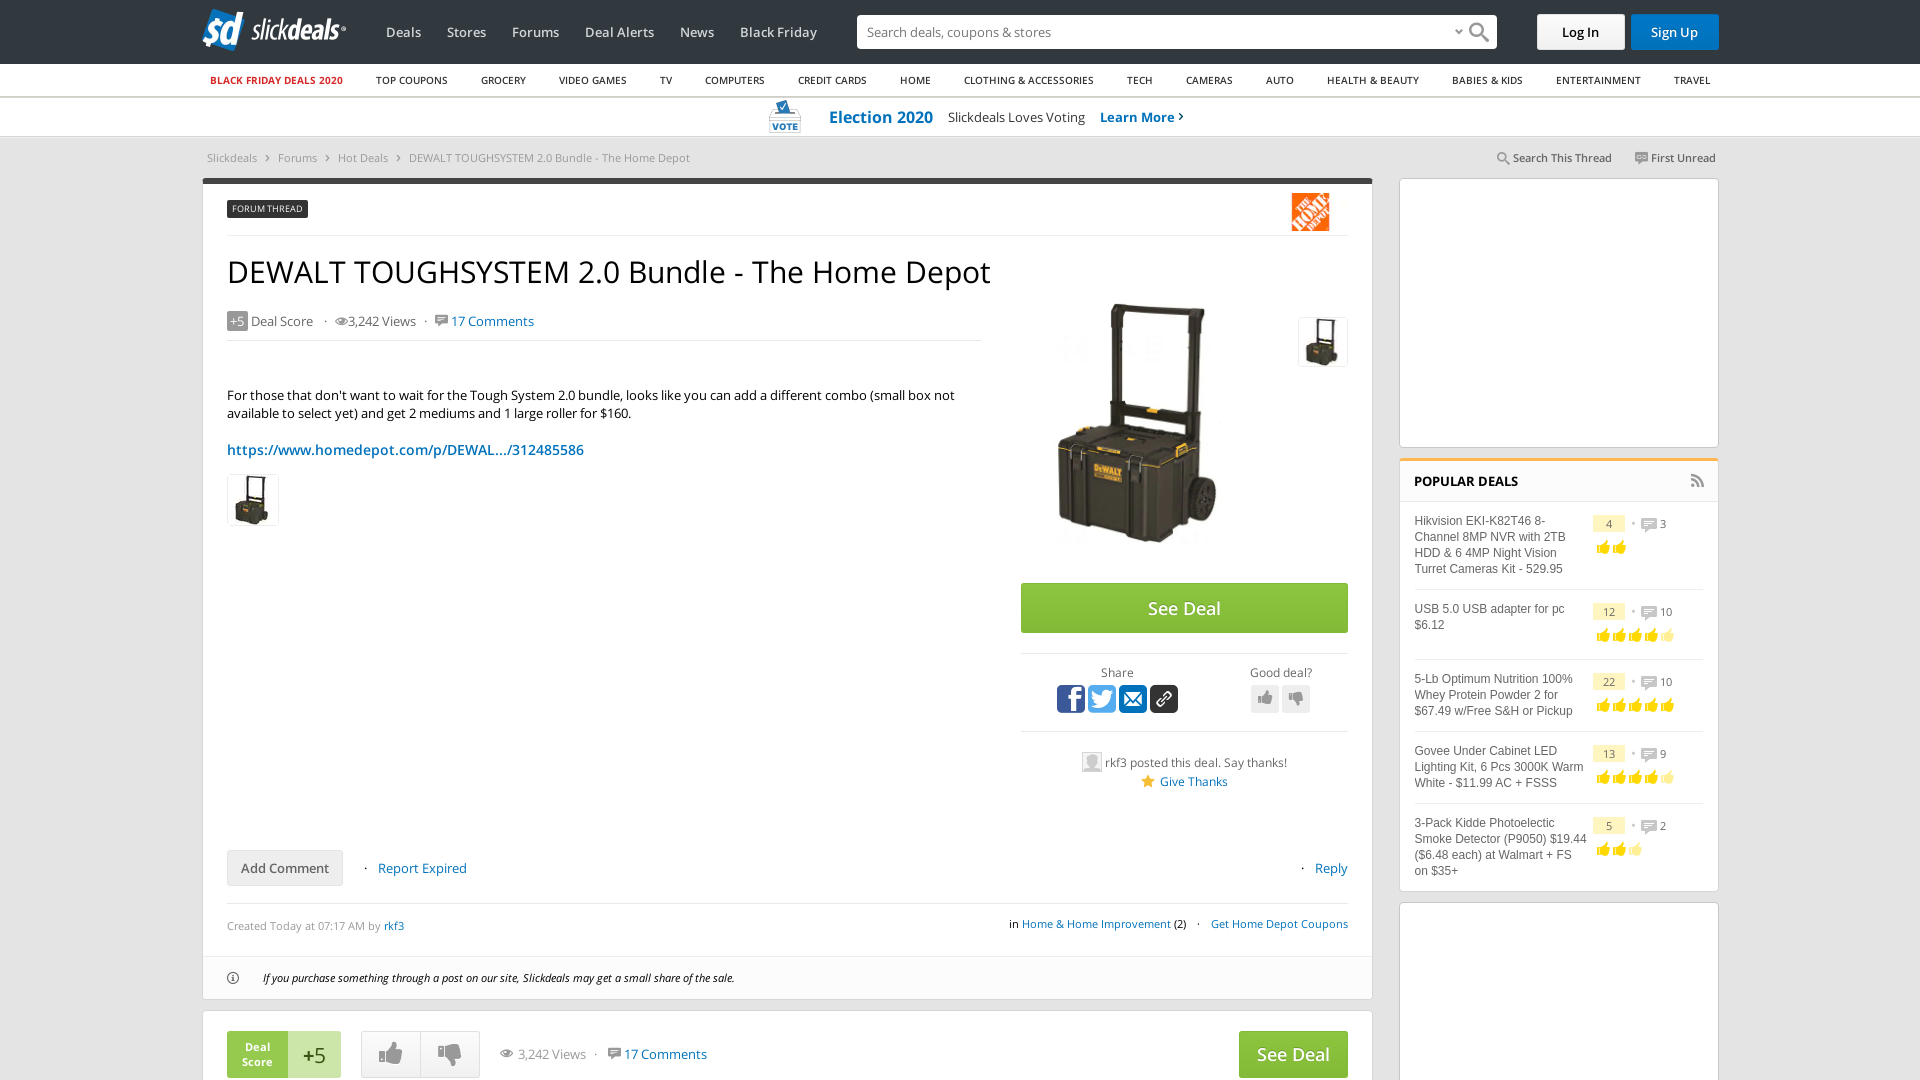 slickdeals
Deals
Stores
Forums
Deal Alerts
News
Black Friday
Search deals, coupons & stores
Log In
Sign Up
BLACK FRIDAY DEALS 2020
TOP COUPONS
GROCERY
VIDEO GAMES
TV
COMPUTERS
CREDIT CARDS
HOME
CLOTHING & ACCESSORIES
TECH
CAMERAS
AUTO
HEALTH & BEAUTY
BABIES & KIDS
ENTERTAINMENT
TRAVEL
VOTE
Election 2020 Slickdeals Loves Voting Learn More
Slickdeals › Forums › Hot Deals › DEWALT TOUGHSYSTEM 2.0 Bundle - The Home Depot
Search This Thread
First Unread
FORUM THREAD
THE HOME DEPOT
DEWALT TOUGHSYSTEM 2.0 Bundle - The Home Depot
+5 Deal Score · 3,242 Views · 17 Comments
For those that don't want to wait for the Tough System 2.0 bundle, looks like you can add a different combo (small box not
available to select yet) and get 2 mediums and 1 large roller for $160.
https://www.homedepot.com/p/DEWAL.../312485586
DEWALT
See Deal
Share
Good deal?
rkf3 posted this deal. Say thanks!
Give Thanks
Add Comment · Report Expired
· Reply
Created Today at 07:17 AM by rkf3
in Home & Home Improvement (2) · Get Home Depot Coupons
If you purchase something through a post on our site, Slickdeals may get a small share of the sale.
Deal
Score
+5
3,242 Views · 17 Comments
See Deal
POPULAR DEALS
Hikvision EKI-K82T46 8-
Channel 8MP NVR with 2TB
HDD & 6 4MP Night Vision
Turret Cameras Kit - 529.95
4 • 3
USB 5.0 USB adapter for pc
$6.12
12 • 10
5-Lb Optimum Nutrition 100%
Whey Protein Powder 2 for
$67.49 w/Free S&H or Pickup
22 • 10
Govee Under Cabinet LED
Lighting Kit, 6 Pcs 3000K Warm
White - $11.99 AC + FSSS
13 • 9
3-Pack Kidde Photoelectic
Smoke Detector (P9050) $19.44
($6.48 each) at Walmart + FS
on $35+
5 • 2